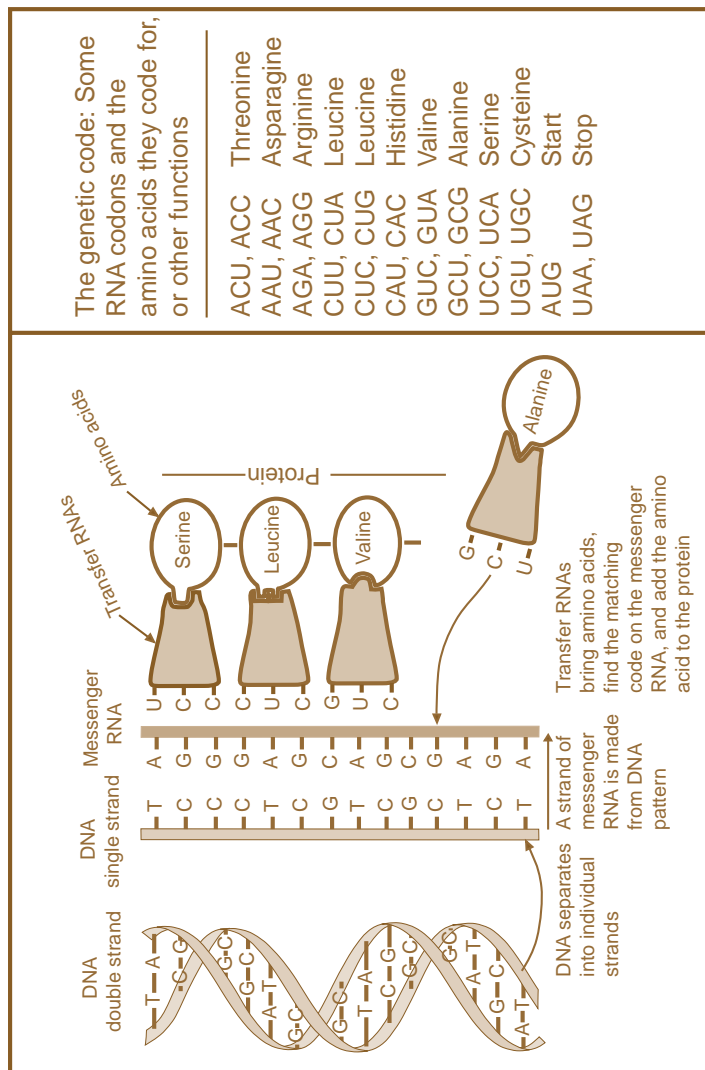 DNA
double strand
DNA
single strand
Messenger
RNA
Transfer RNAs
Amino acids
T A
C G
G C
G C
A T
G C
G C
T A
C G
G C
G C
A T
G C
A T
T A
C G
C G
C G
T A
C G
G C
T A
C G
G C
C G
T A
C G
T A
U
C
C
C
U
C
G
U
C
Serine
Leucine
Valine
Protein
G
C
U
Alanine
DNA separates
into individual
strands
A strand of
messenger
RNA is made
from DNA
pattern
Transfer RNAs
bring amino acids,
find the matching
code on the messenger
RNA, and add the amino
acid to the protein
The genetic code: Some
RNA codons and the
amino acids they code for,
or other functions
ACU, ACC Threonine
AAU, AAC Asparagine
AGA, AGG Arginine
CUU, CUA Leucine
CUC, CUG Leucine
CAU, CAC Histidine
GUC, GUA Valine
GCU, GCG Alanine
UCC, UCA Serine
UGU, UGC Cysteine
AUG Start
UAA, UAG Stop